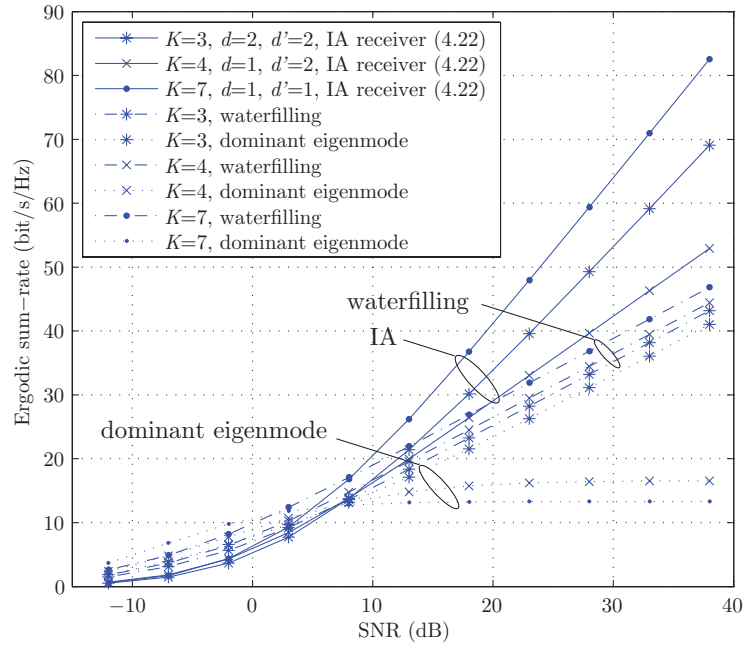 90
80
70
60
50
40
30
20
10
0
Ergodic sum−rate (bit/s/Hz)
K=3, d=2, d'=2, IA receiver (4.22)
K=4, d=1, d'=2, IA receiver (4.22)
K=7, d=1, d'=1, IA receiver (4.22)
K=3, waterfilling
K=3, dominant eigenmode
K=4, waterfilling
K=4, dominant eigenmode
K=7, waterfilling
K=7, dominant eigenmode
waterfilling
IA
dominant eigenmode
−10 0 10 20 30 40
SNR (dB)